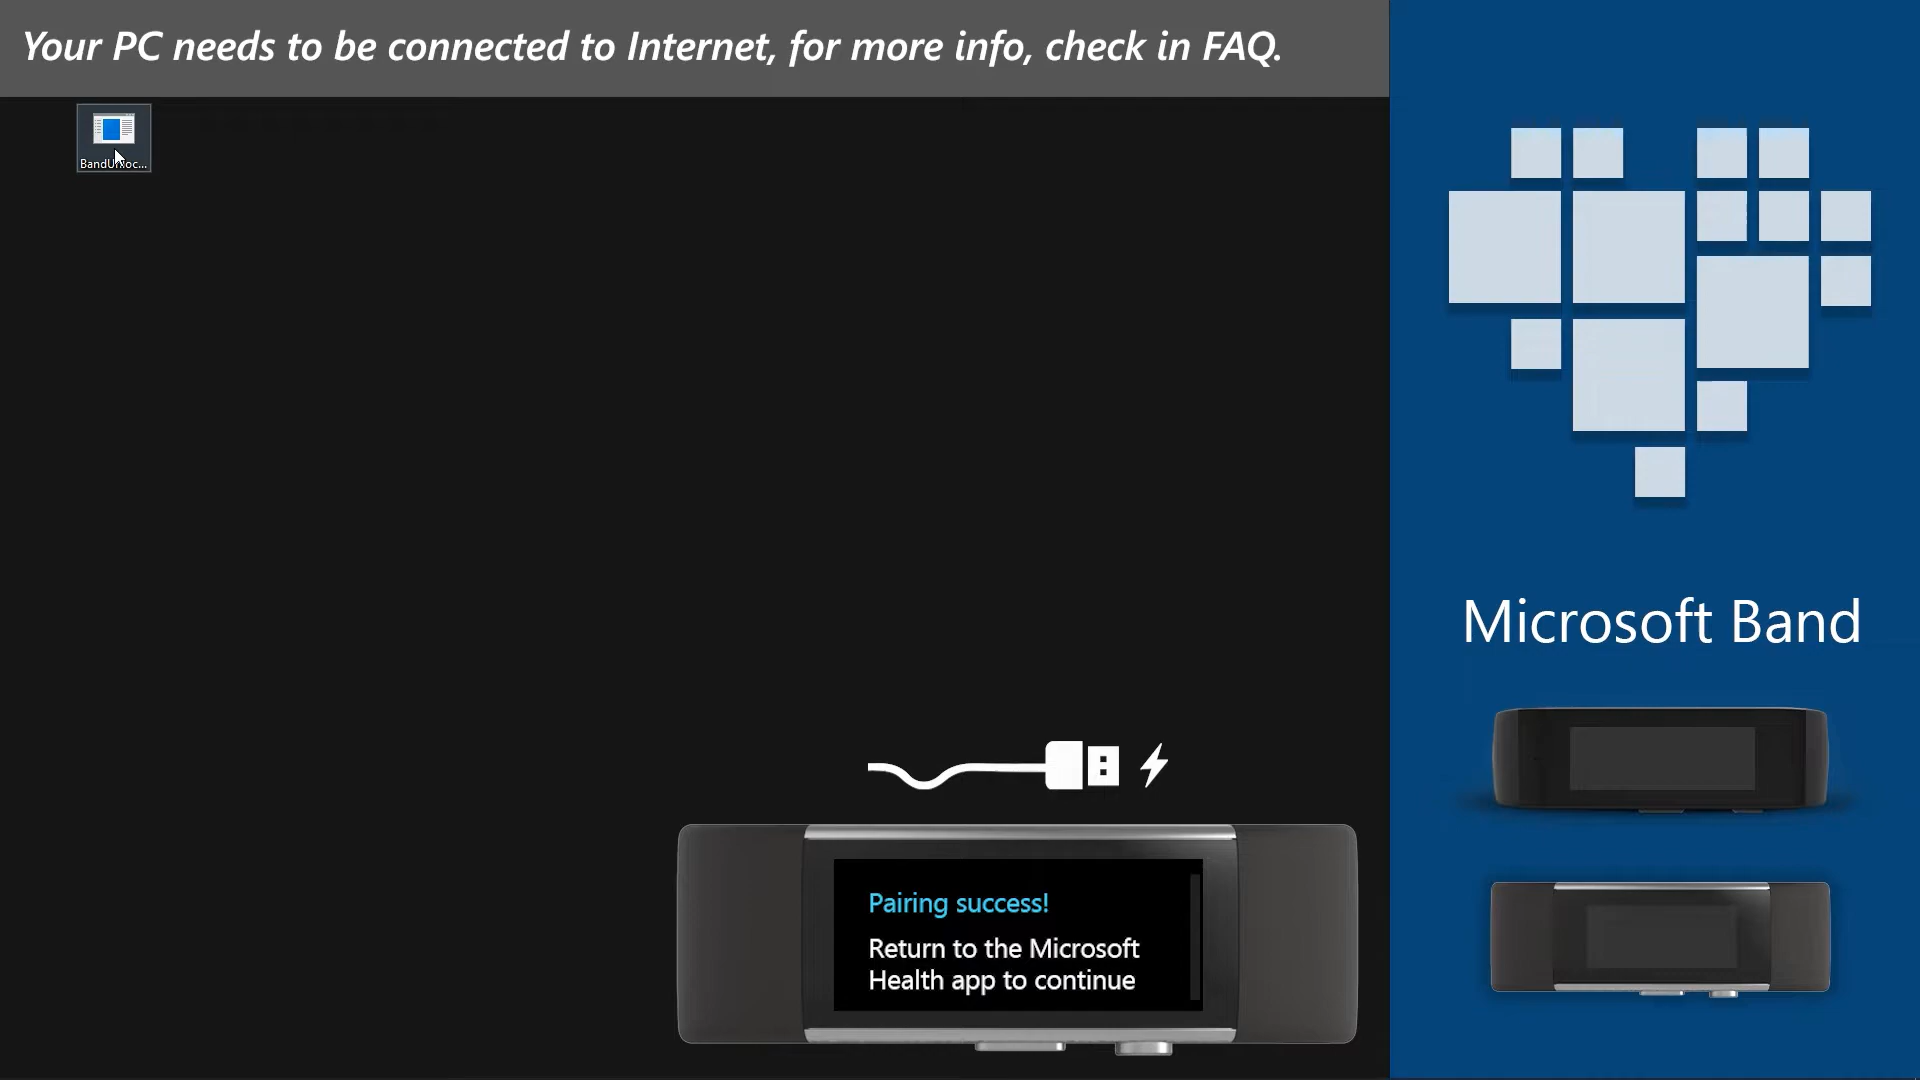 Your PC needs to be connected to Internet, for more info, check in FAQ.
BandUnloc...
Microsoft Band
Pairing success!
Return to the Microsoft
Health app to continue